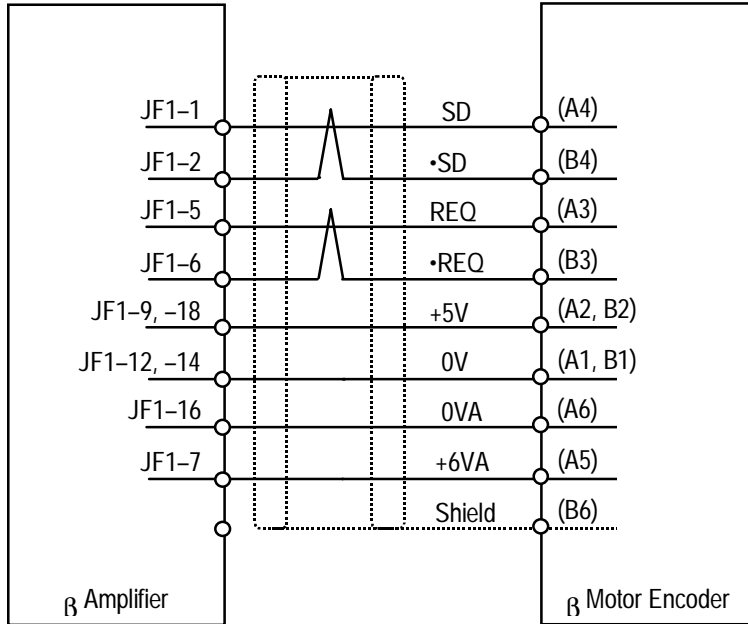 JF1–1 SD (A4)
JF1–2 •SD (B4)
JF1–5 REQ (A3)
JF1–6 •REQ (B3)
JF1–9, –18 +5V (A2, B2)
JF1–12, –14 0V (A1, B1)
JF1–16 0VA (A6)
JF1–7 +6VA (A5)
Shield (B6)
β Amplifier β Motor Encoder